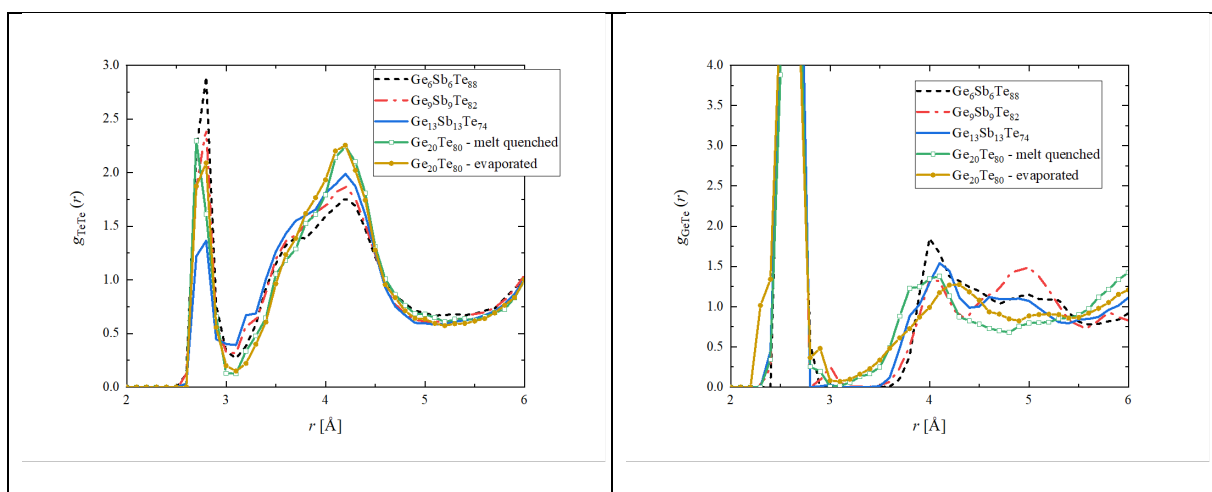 3.0
2.5
2.0
1.5
1.0
0.5
0.0
g_TeTe(r)
Ge₆Sb₆Te₈₈
Ge₉Sb₉Te₈₂
Ge₁₃Sb₁₃Te₇₄
Ge₂₀Te₈₀ - melt quenched
Ge₂₀Te₈₀ - evaporated
2 3 4 5 6
r [Å]
4.0
3.5
3.0
2.5
2.0
1.5
1.0
0.5
0.0
g_GeTe(r)
Ge₆Sb₆Te₈₈
Ge₉Sb₉Te₈₂
Ge₁₃Sb₁₃Te₇₄
Ge₂₀Te₈₀ - melt quenched
Ge₂₀Te₈₀ - evaporated
2 3 4 5 6
r [Å]